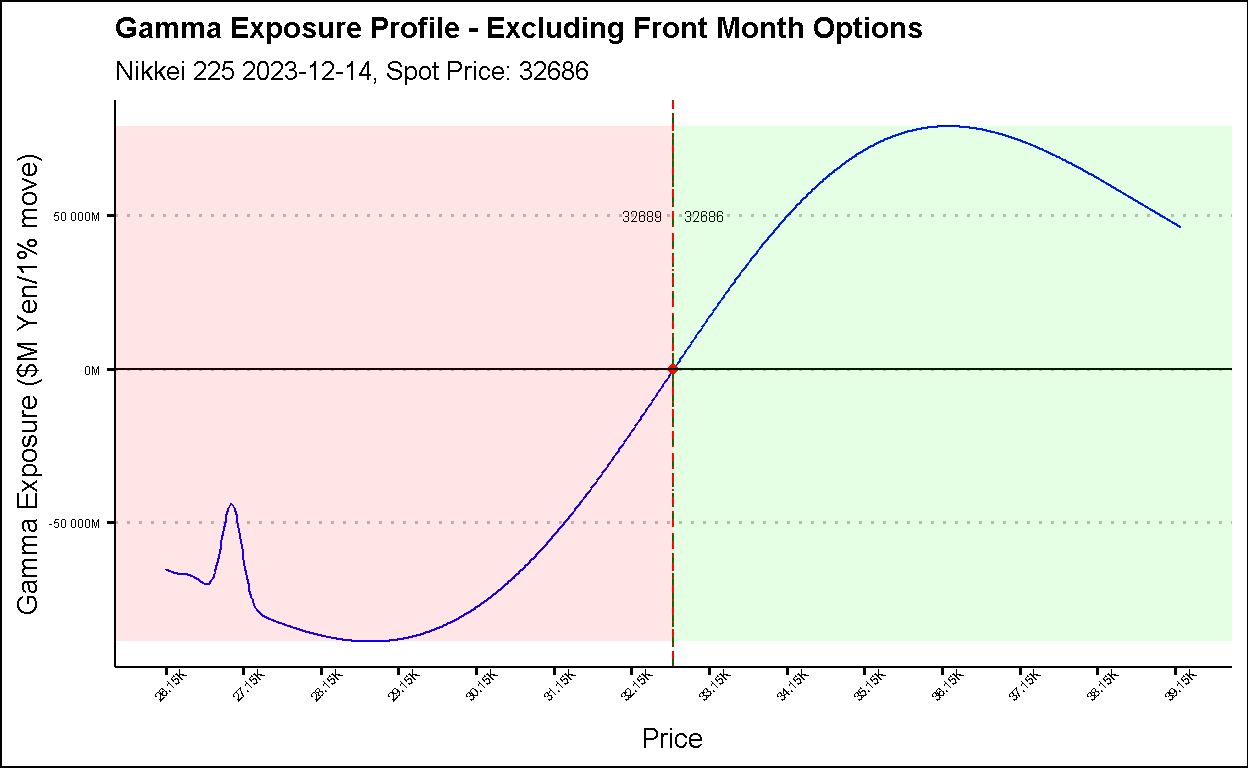 Gamma Exposure Profile - Excluding Front Month Options
Nikkei 225 2023-12-14, Spot Price: 32686
Gamma Exposure ($M Yen/1% move)
50 000M
0M
-50 000M
32689
32686
26.15K
27.15K
28.15K
29.15K
30.15K
31.15K
32.15K
33.15K
34.15K
35.15K
36.15K
37.15K
38.15K
39.15K
Price